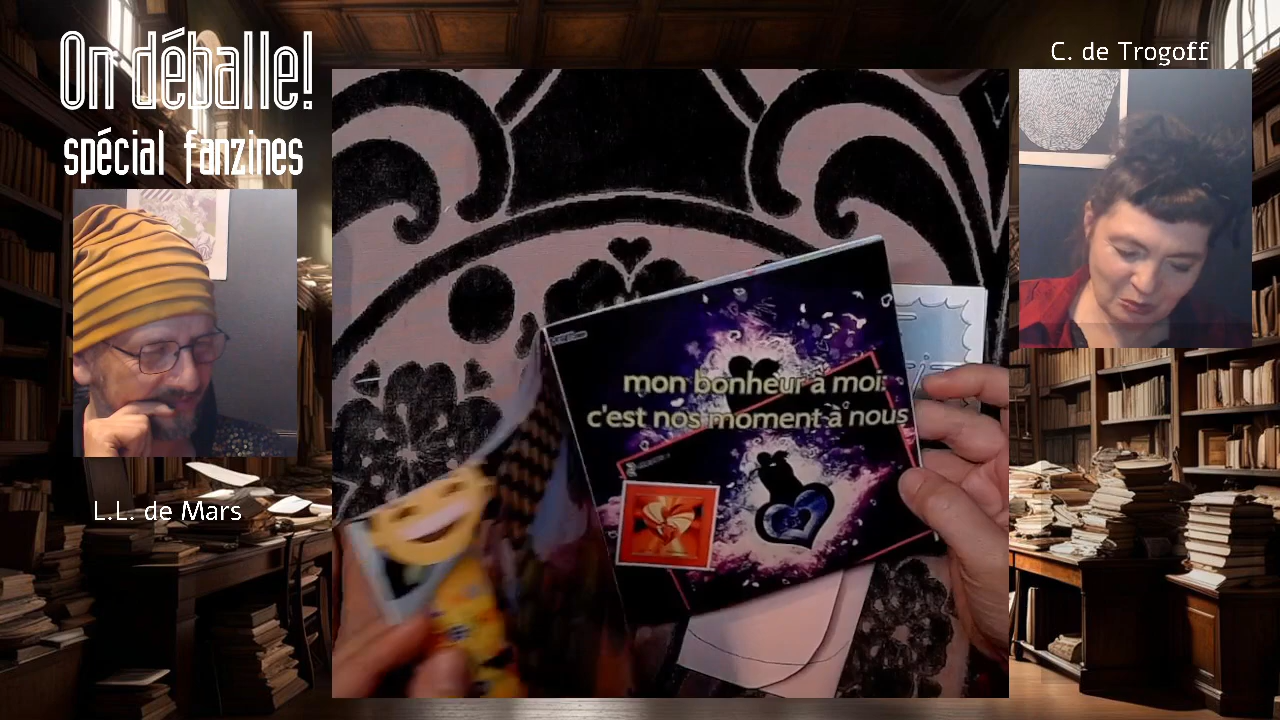 On déballe!
spécial fanzines
C. de Trogoff
mon bonheur à moi
c'est nos moment à nous
L.L. de Mars